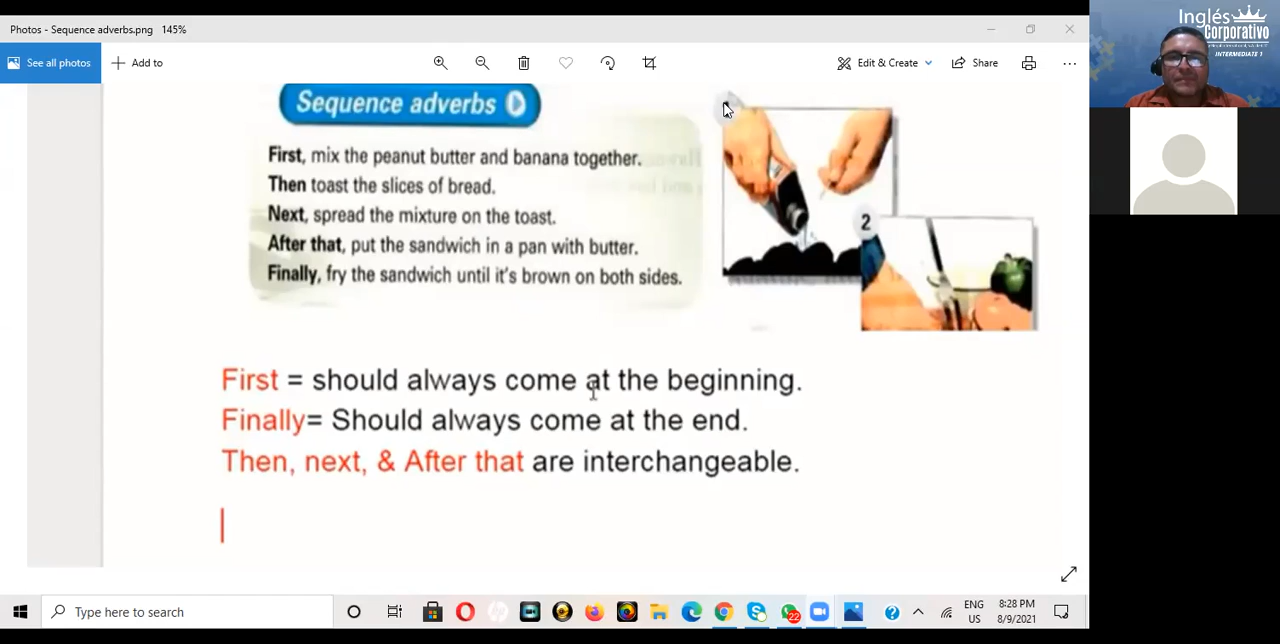 Photos - Sequence adverbs.png 145%
See all photos
Add to
Edit & Create
Share
Inglés
Corporativo
INTERMEDIATE 1
Sequence adverbs
First, mix the peanut butter and banana together.
Then toast the slices of bread.
Next, spread the mixture on the toast.
After that, put the sandwich in a pan with butter.
Finally, fry the sandwich until it's brown on both sides.
2
First = should always come at the beginning.
Finally= Should always come at the end.
Then, next, & After that are interchangeable.
Type here to search
22
ENG
US
8:28 PM
8/9/2021